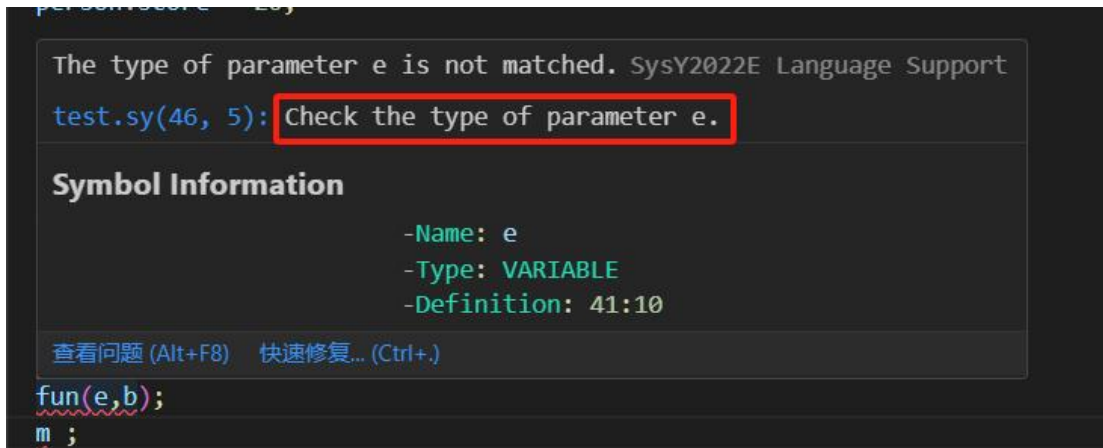 The type of parameter e is not matched. SysY2022E Language Support
test.sy(46, 5): Check the type of parameter e.
Symbol Information
-Name: e
-Type: VARIABLE
-Definition: 41:10
查看问题 (Alt+F8) 快速修复... (Ctrl+.)
fun(e,b);
m ;